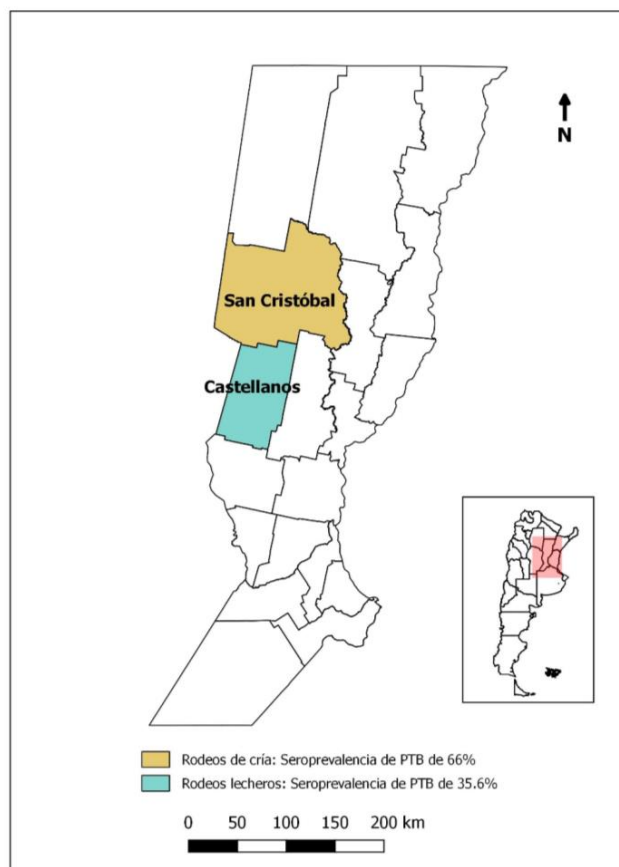 N
San Cristóbal
Castellanos
Rodeos de cría: Seroprevalencia de PTB de 66%
Rodeos lecheros: Seroprevalencia de PTB de 35.6%
0 50 100 150 200 km